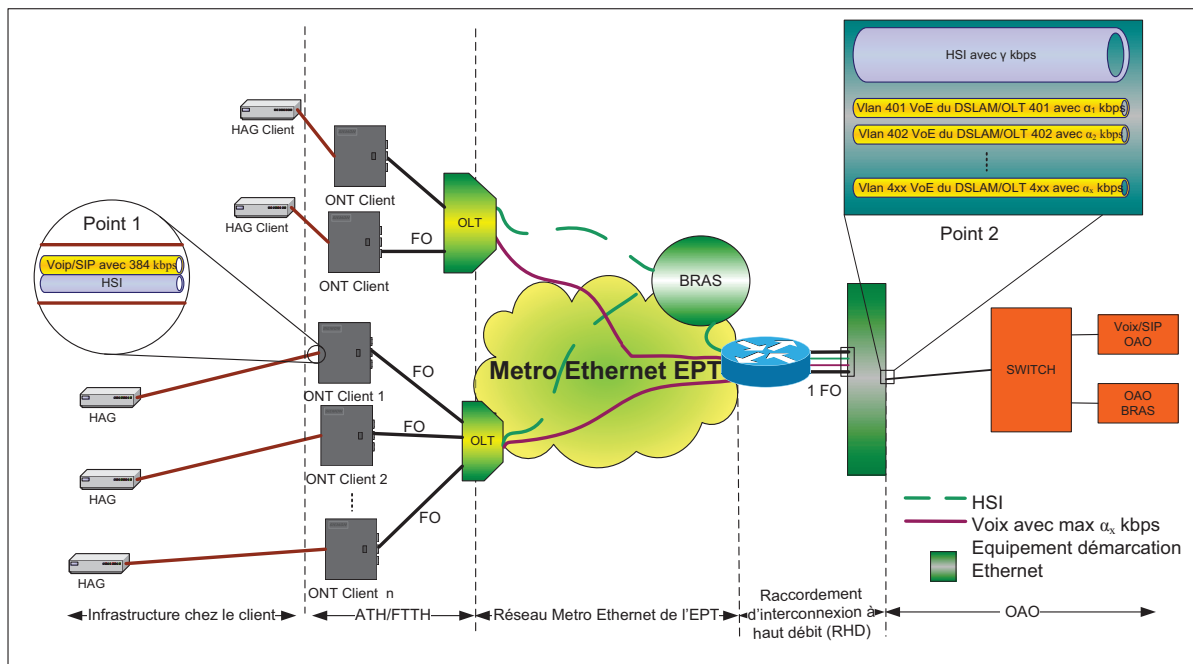 HSI avec γ kbps
Vlan 401 VoE du DSLAM/OLT 401 avec α₁ kbps
Vlan 402 VoE du DSLAM/OLT 402 avec α₂ kbps
Vlan 4xx VoE du DSLAM/OLT 4xx avec αₓ kbps
Point 2
HAG Client
ONT Client
HAG Client
ONT Client
FO
OLT
Point 1
Voip/SIP avec 384 kbps
HSI
BRAS
Metro Ethernet EPT
1 FO
SWITCH
Voix/SIP
OAO
OAO
BRAS
HAG
ONT Client 1
FO
HAG
ONT Client 2
FO
OLT
HAG
ONT Client n
FO
HSI
Voix avec max αₓ kbps
Equipement démarcation
Ethernet
Infrastructure chez le client
ATH/FTTH
Réseau Metro Ethernet de l'EPT
Raccordement
d'interconnexion à
haut débit (RHD)
OAO